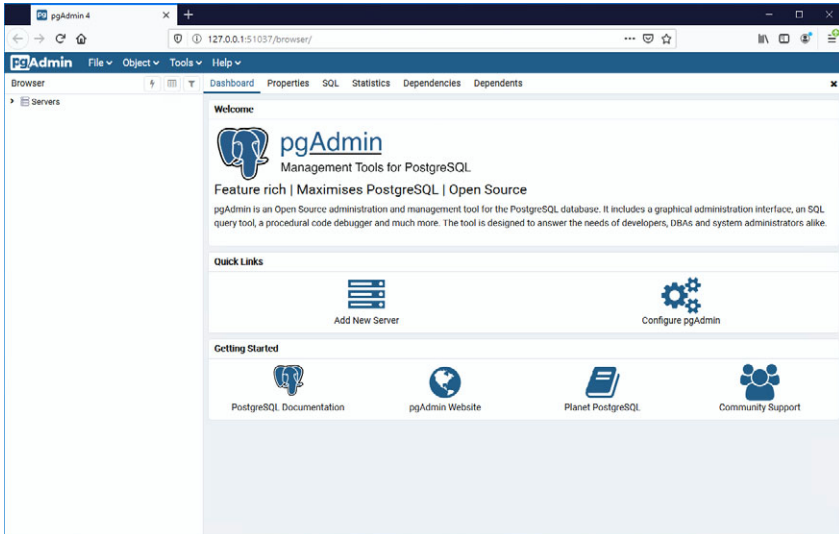 pgAdmin 4
127.0.0.1:51037/browser/
pgAdmin File Object Tools Help
Browser
Dashboard Properties SQL Statistics Dependencies Dependents
Servers
Welcome
pgAdmin
Management Tools for PostgreSQL
Feature rich | Maximises PostgreSQL | Open Source
pgAdmin is an Open Source administration and management tool for the PostgreSQL database. It includes a graphical administration interface, an SQL
query tool, a procedural code debugger and much more. The tool is designed to answer the needs of developers, DBAs and system administrators alike.
Quick Links
Add New Server
Configure pgAdmin
Getting Started
PostgreSQL Documentation
pgAdmin Website
Planet PostgreSQL
Community Support